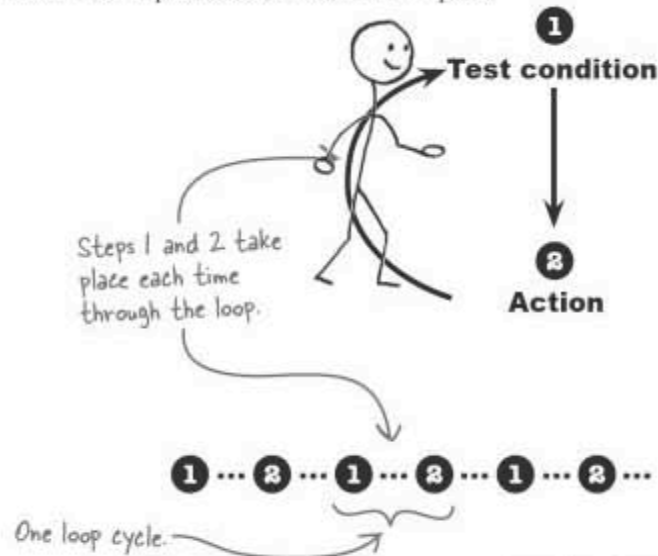 1
Test condition
Steps 1 and 2 take
place each time
through the loop.
2
Action
1 ... 2 ... 1 ... 2 ... 1 ... 2 ...
One loop cycle.